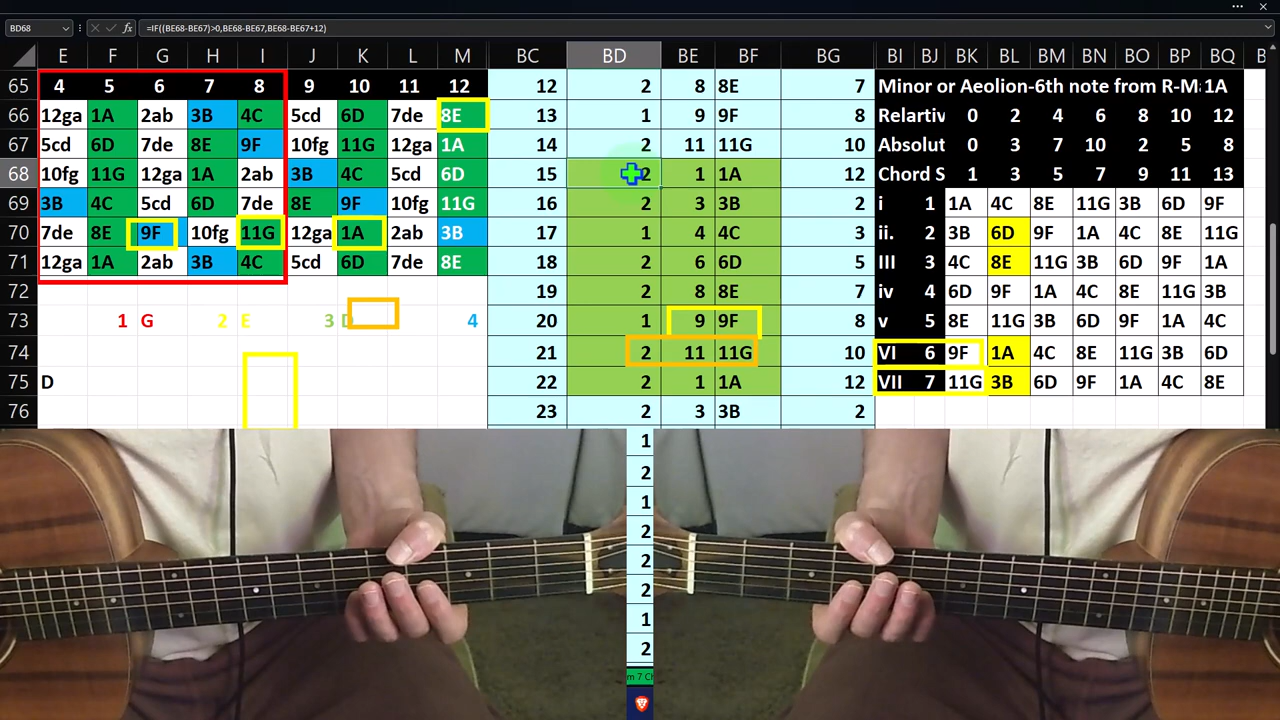 BD68 =IF((BE68-BE67)>0,BE68-BE67,BE68-BE67+12)
E F G H I J K L M BC BD BE BF BG BI BJ BK BL BM BN BO BP BQ
65 4 5 6 7 8 9 10 11 12 12 2 8 8E 7 Minor or Aeolion-6th note from R-M 1A
66 12ga 1A 2ab 3B 4C 5cd 6D 7de 8E 13 1 9 9F 8 Relartiv 0 2 4 6 8 10 12
67 5cd 6D 7de 8E 9F 10fg 11G 12ga 1A 14 2 11 11G 10 Absolut 0 3 7 10 2 5 8
68 10fg 11G 12ga 1A 2ab 3B 4C 5cd 6D 15 2 1 1A 12 Chord S 1 3 5 7 9 11 13
69 3B 4C 5cd 6D 7de 8E 9F 10fg 11G 16 2 3 3B 2 i 1 1A 4C 8E 11G 3B 6D 9F
70 7de 8E 9F 10fg 11G 12ga 1A 2ab 3B 17 1 4 4C 3 ii. 2 3B 6D 9F 1A 4C 8E 11G
71 12ga 1A 2ab 3B 4C 5cd 6D 7de 8E 18 2 6 6D 5 III 3 4C 8E 11G 3B 6D 9F 1A
72 19 2 8 8E 7 iv 4 6D 9F 1A 4C 8E 11G 3B
73 1 G 2 E 3 D 4 20 1 9 9F 8 v 5 8E 11G 3B 6D 9F 1A 4C
74 21 2 11 11G 10 VI 6 9F 1A 4C 8E 11G 3B 6D
75 D 22 2 1 1A 12 VII 7 11G 3B 6D 9F 1A 4C 8E
76 23 2 3 3B 2
1
2
1
2
2
2
1
2
m 7 Ch